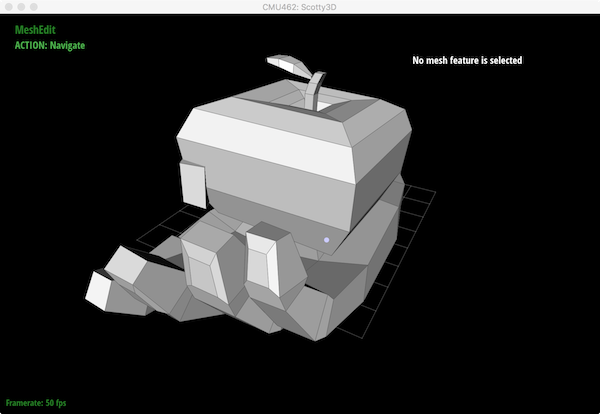 CMU462: Scotty3D
MeshEdit
ACTION: Navigate
No mesh feature is selected
Framerate: 50 fps